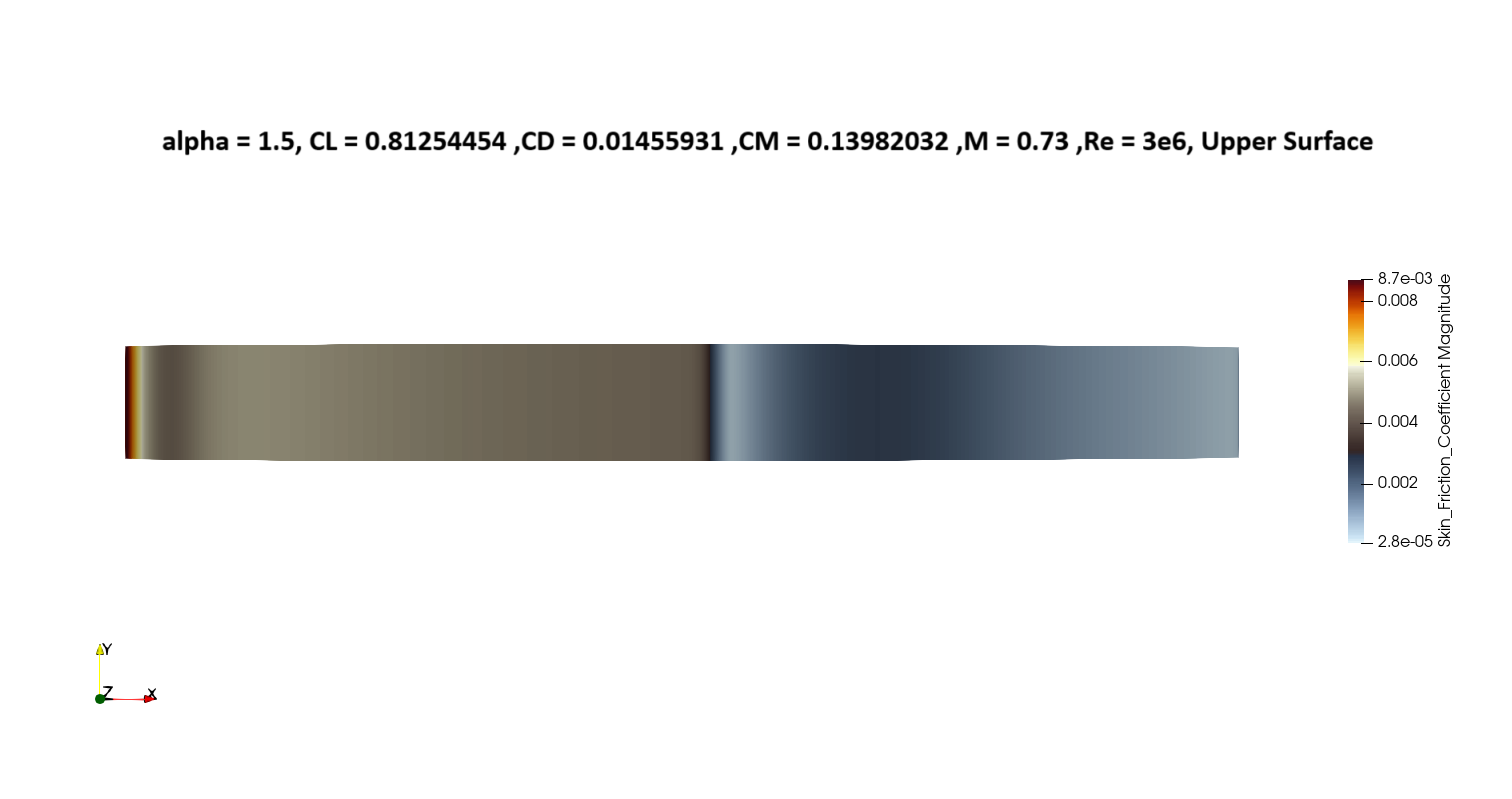 alpha = 1.5, CL = 0.81254454 ,CD = 0.01455931 ,CM = 0.13982032 ,M = 0.73 ,Re = 3e6, Upper Surface
8.7e-03
0.008
0.006
0.004
0.002
2.8e-05
Skin_Friction_Coefficient Magnitude
Y
Z
X